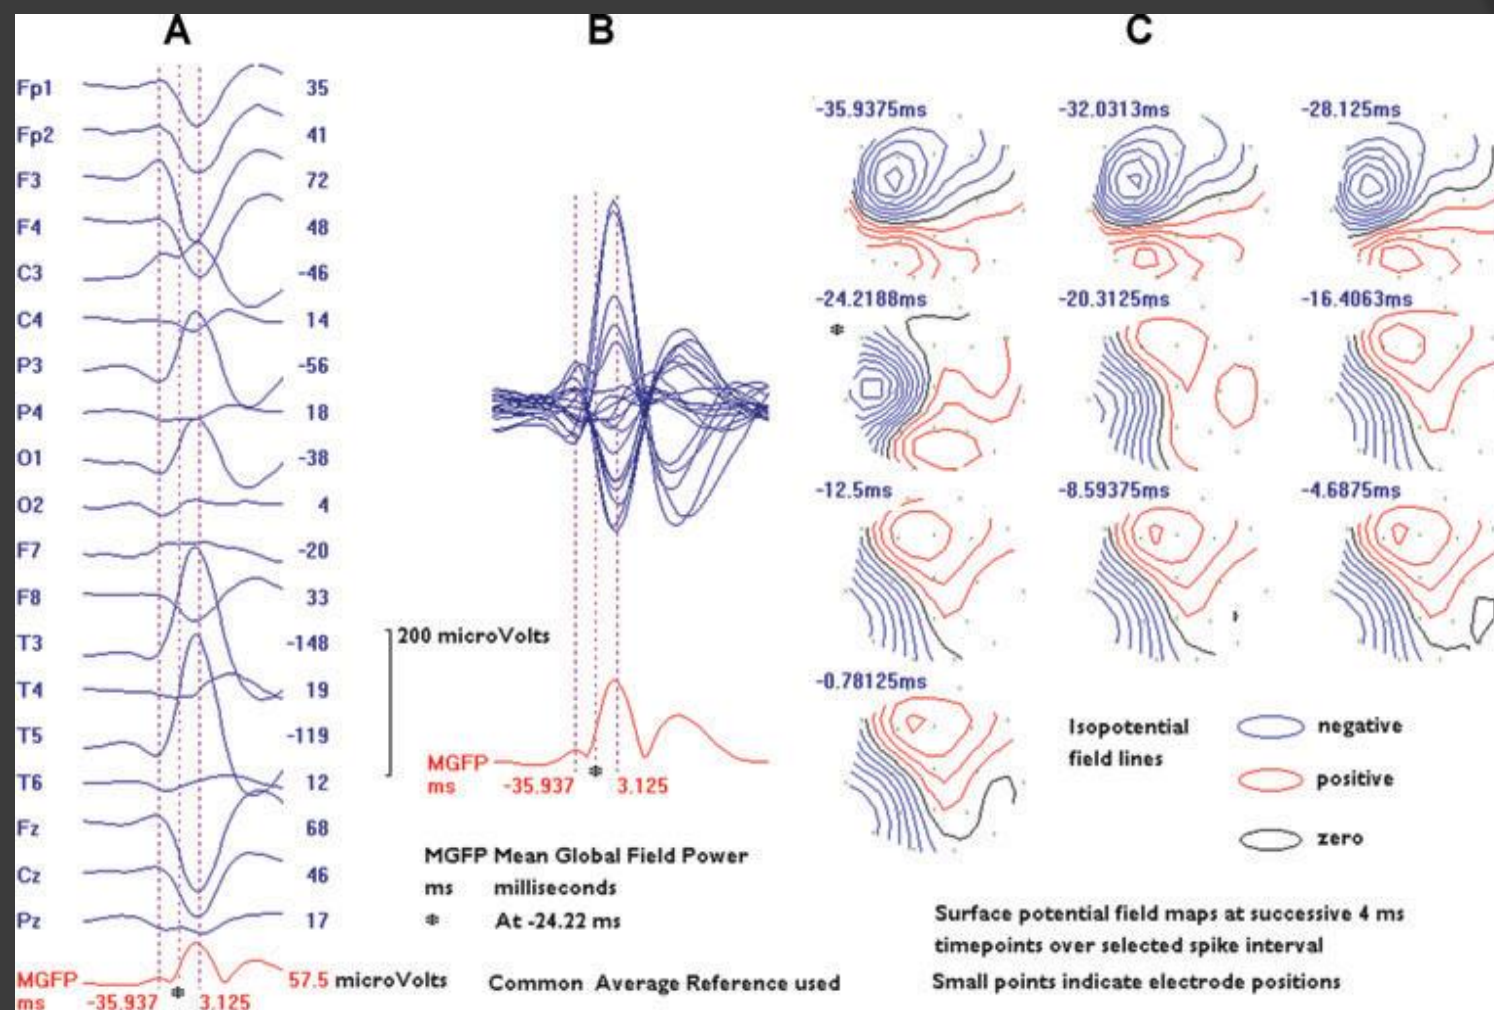 A
B
C
Fp1 35
Fp2 41
F3 72
F4 48
C3 -46
C4 14
P3 -56
P4 18
O1 -38
O2 4
F7 -20
F8 33
T3 -148
T4 19
T5 -119
T6 12
Fz 68
Cz 46
Pz 17
MGFP 57.5 microVolts
ms -35.937 * 3.125
200 microVolts
MGFP
ms -35.937 * 3.125
MGFP Mean Global Field Power
ms milliseconds
* At -24.22 ms
Common Average Reference used
-35.9375ms -32.0313ms -28.125ms
-24.2188ms -20.3125ms -16.4063ms
*
-12.5ms -8.59375ms -4.6875ms
-0.78125ms
Isopotential
field lines
negative
positive
zero
Surface potential field maps at successive 4 ms
timepoints over selected spike interval
Small points indicate electrode positions